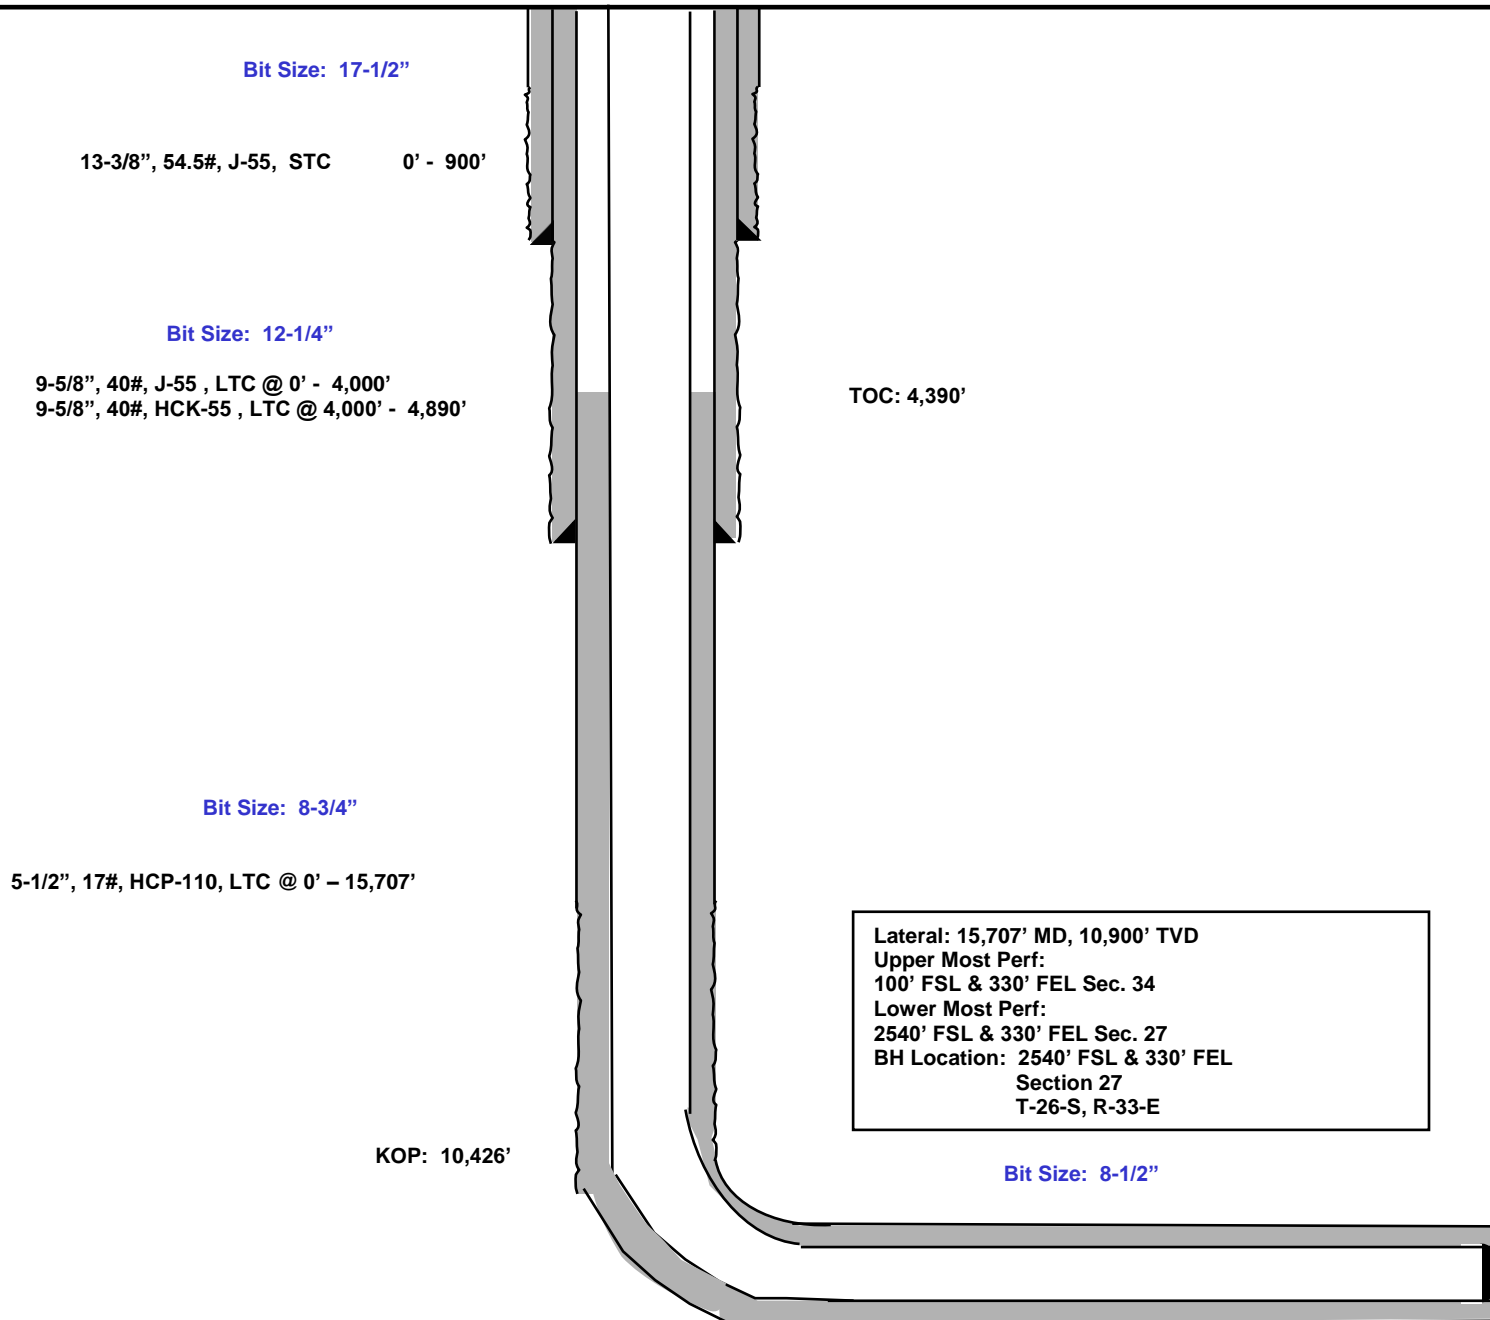 Bit Size: 17-1/2”
13-3/8”, 54.5#, J-55, STC 0’ - 900’
Bit Size: 12-1/4”
9-5/8”, 40#, J-55 , LTC @ 0’ - 4,000’
9-5/8”, 40#, HCK-55 , LTC @ 4,000’ - 4,890’
TOC: 4,390’
Bit Size: 8-3/4”
5-1/2”, 17#, HCP-110, LTC @ 0’ – 15,707’
Lateral: 15,707’ MD, 10,900’ TVD
Upper Most Perf:
100’ FSL & 330’ FEL Sec. 34
Lower Most Perf:
2540’ FSL & 330’ FEL Sec. 27
BH Location: 2540’ FSL & 330’ FEL
Section 27
T-26-S, R-33-E
KOP: 10,426’
Bit Size: 8-1/2”